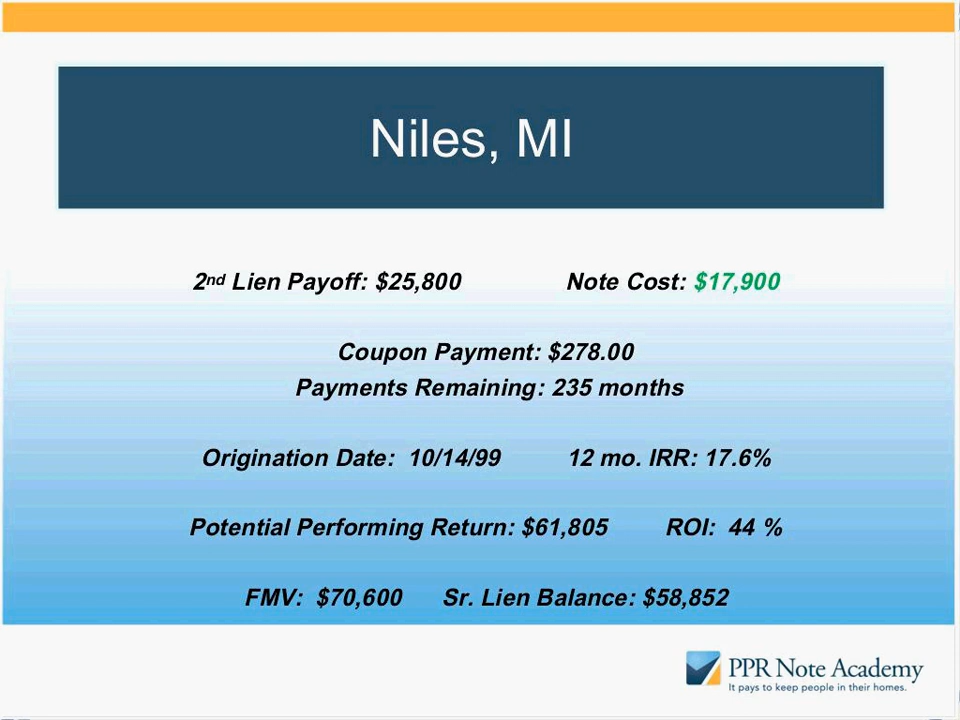 Niles, MI
2nd Lien Payoff: $25,800 Note Cost: $17,900
Coupon Payment: $278.00
Payments Remaining: 235 months
Origination Date: 10/14/99 12 mo. IRR: 17.6%
Potential Performing Return: $61,805 ROI: 44 %
FMV: $70,600 Sr. Lien Balance: $58,852
PPR Note Academy
It pays to keep people in their homes.